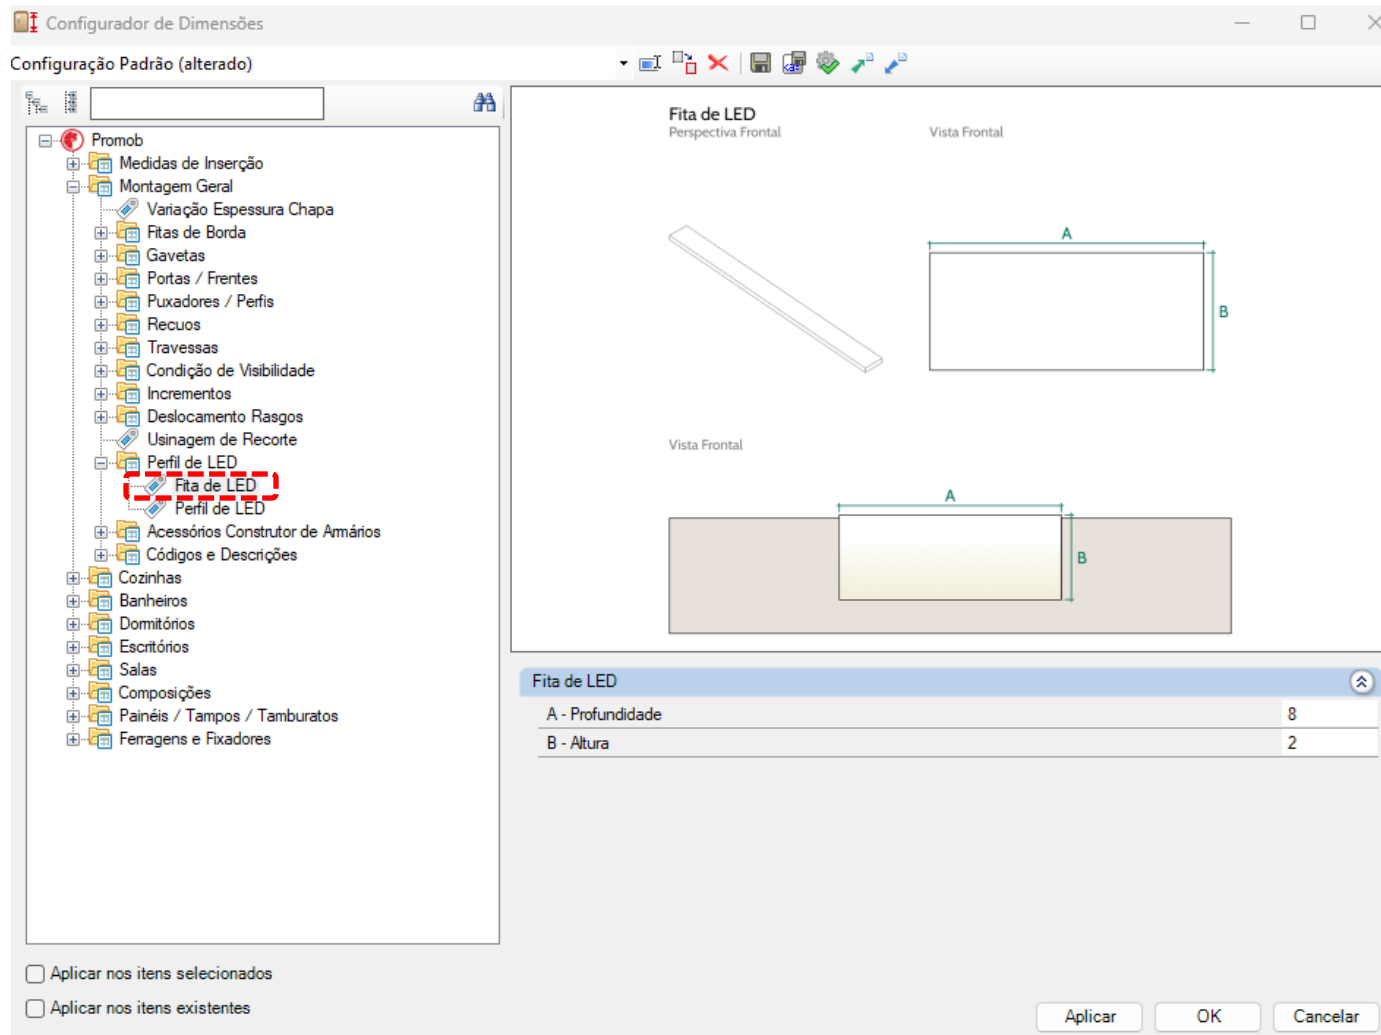 Configurador de Dimensões
Configuração Padrão (alterado)
Promob
Medidas de Inserção
Montagem Geral
Variação Espessura Chapa
Fitas de Borda
Gavetas
Portas / Frentes
Puxadores / Perfis
Recuos
Travessas
Condição de Visibilidade
Incrementos
Deslocamento Rasgos
Usinagem de Recorte
Perfil de LED
Fita de LED
Perfil de LED
Acessórios Construtor de Armários
Códigos e Descrições
Cozinhas
Banheiros
Dormitórios
Escritórios
Salas
Composições
Painéis / Tampos / Tamburatos
Ferragens e Fixadores
Aplicar nos itens selecionados
Aplicar nos itens existentes
Fita de LED
Perspectiva Frontal
Vista Frontal
A
B
Vista Frontal
A
B
Fita de LED
A - Profundidade 8
B - Altura 2
Aplicar OK Cancelar